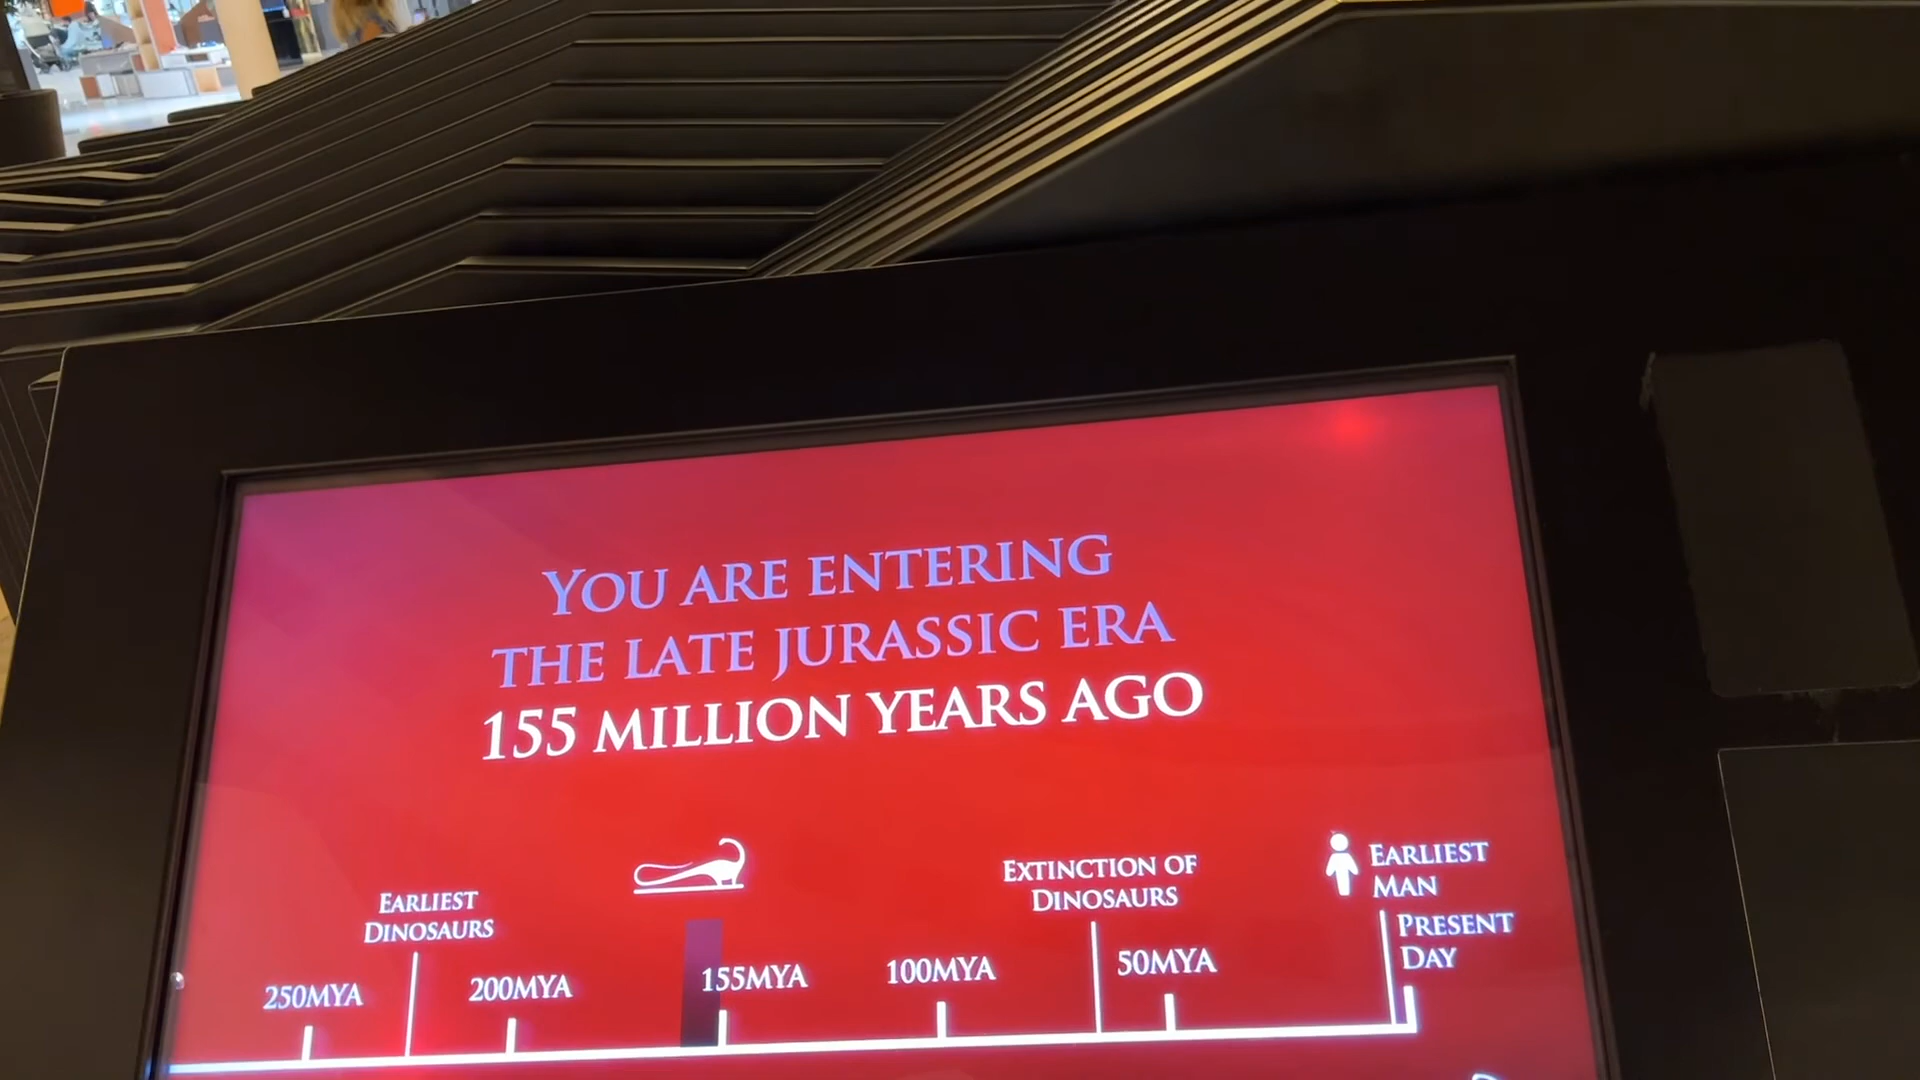 YOU ARE ENTERING
THE LATE JURASSIC ERA
155 MILLION YEARS AGO
EARLIEST
DINOSAURS
EXTINCTION OF
DINOSAURS
EARLIEST
MAN
PRESENT
DAY
250MYA
200MYA
155MYA
100MYA
50MYA